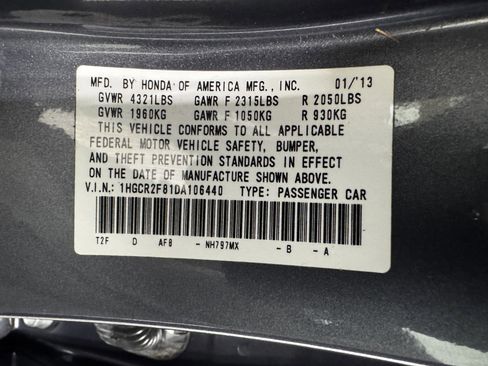 MFD. BY HONDA OF AMERICA MFG., INC. 01/'13
GVWR 4321LBS GAWR F 2315LBS R 2050LBS
GVWR 1960KG GAWR F 1050KG R 930KG
THIS VEHICLE CONFORMS TO ALL APPLICABLE
FEDERAL MOTOR VEHICLE SAFETY, BUMPER,
AND THEFT PREVENTION STANDARDS IN EFFECT
ON THE DATE OF MANUFACTURE SHOWN ABOVE.
V.I.N.: 1HGCR2F81DA106440 TYPE: PASSENGER CAR
T2F D AF8 - NH797MX - B - A